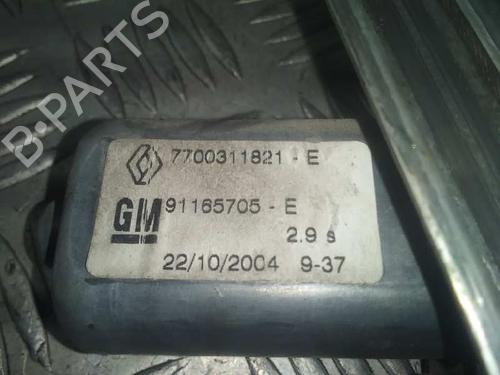 B-PARTS
7700311821 - E
GM 91165705 - E
2.9 s
22/10/2004 9-37